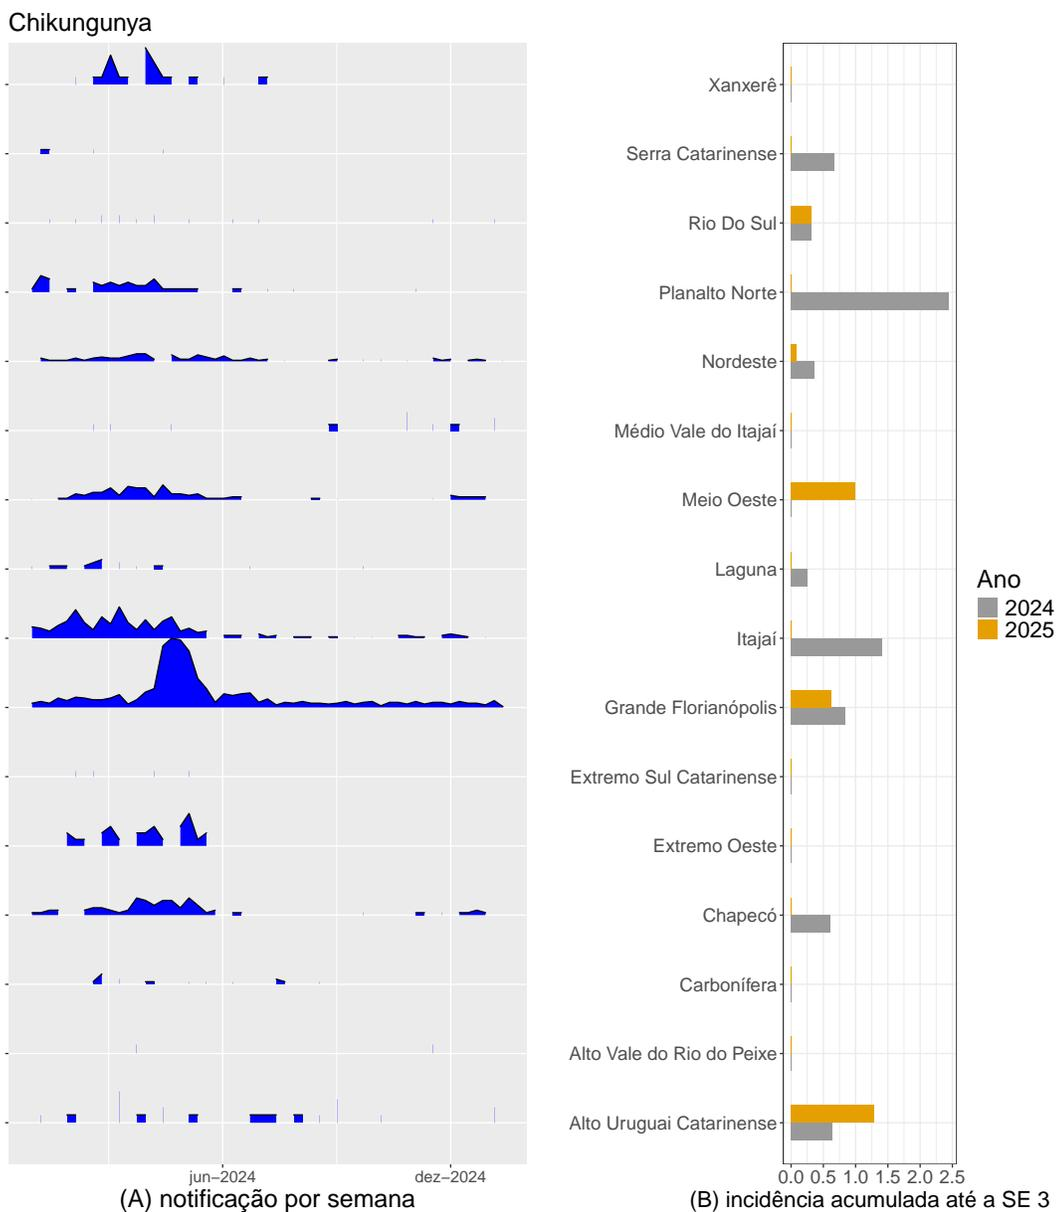 Chikungunya
Xanxerê
Serra Catarinense
Rio Do Sul
Planalto Norte
Nordeste
Médio Vale do Itajaí
Meio Oeste
Laguna
Itajaí
Grande Florianópolis
Extremo Sul Catarinense
Extremo Oeste
Chapecó
Carbonífera
Alto Vale do Rio do Peixe
Alto Uruguai Catarinense
Ano
2024
2025
jun–2024 dez–2024
0.0 0.5 1.0 1.5 2.0 2.5
(A) notificação por semana
(B) incidência acumulada até a SE 3